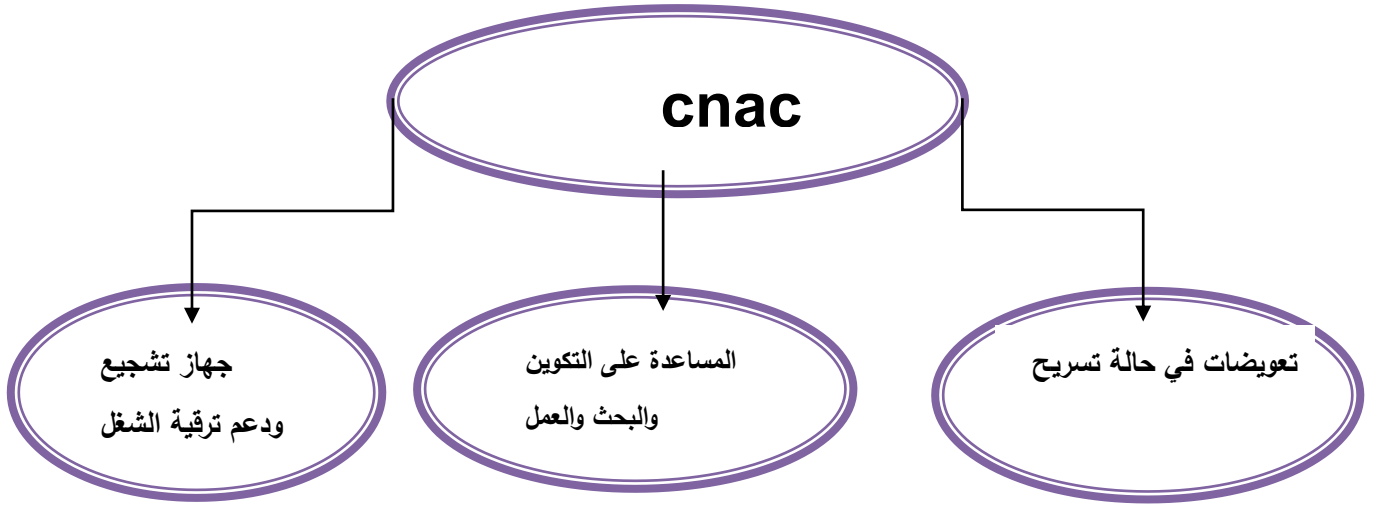 cnac
تعويضات في حالة تسريح
المساعدة على التكوين
والبحث والعمل
جهاز تشجيع
ودعم ترقية الشغل